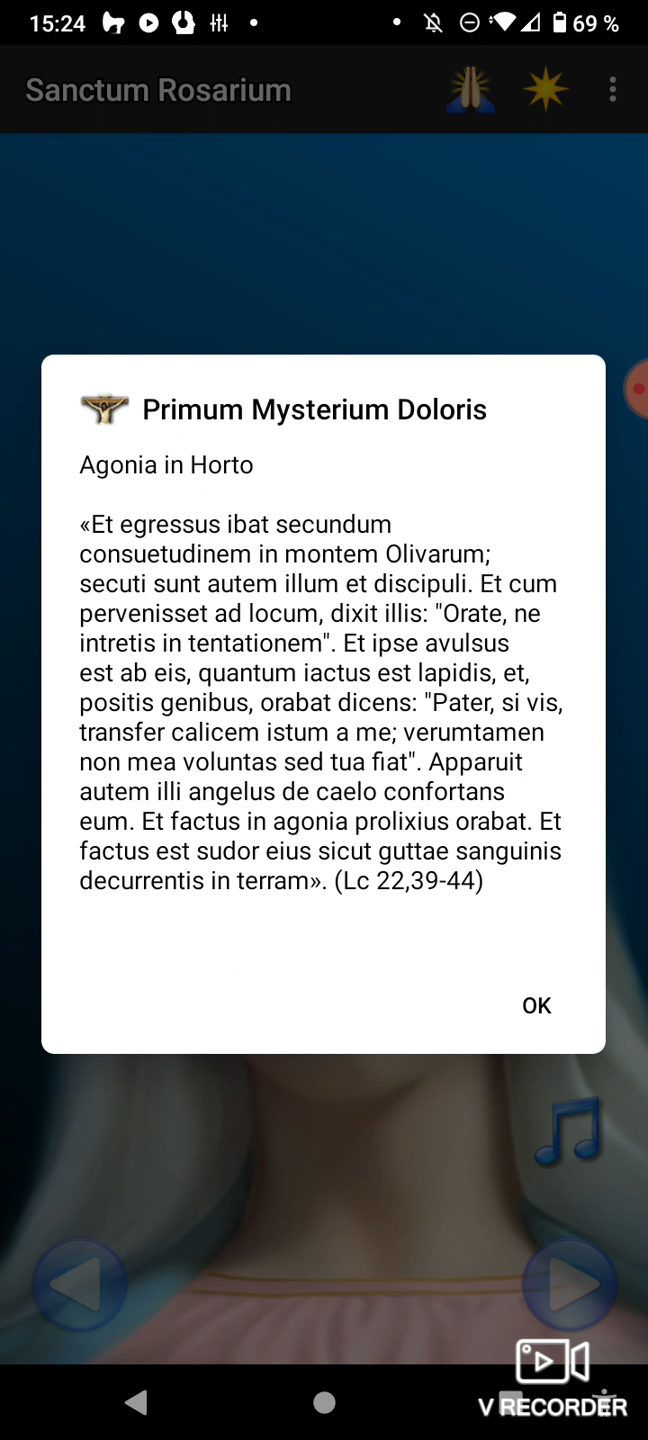 15:24
69 %
Sanctum Rosarium
Primum Mysterium Doloris
Agonia in Horto
«Et egressus ibat secundum
consuetudinem in montem Olivarum;
secuti sunt autem illum et discipuli. Et cum
pervenisset ad locum, dixit illis: "Orate, ne
intretis in tentationem". Et ipse avulsus
est ab eis, quantum iactus est lapidis, et,
positis genibus, orabat dicens: "Pater, si vis,
transfer calicem istum a me; verumtamen
non mea voluntas sed tua fiat". Apparuit
autem illi angelus de caelo confortans
eum. Et factus in agonia prolixius orabat. Et
factus est sudor eius sicut guttae sanguinis
decurrentis in terram». (Lc 22,39-44)
OK
V RECORDER